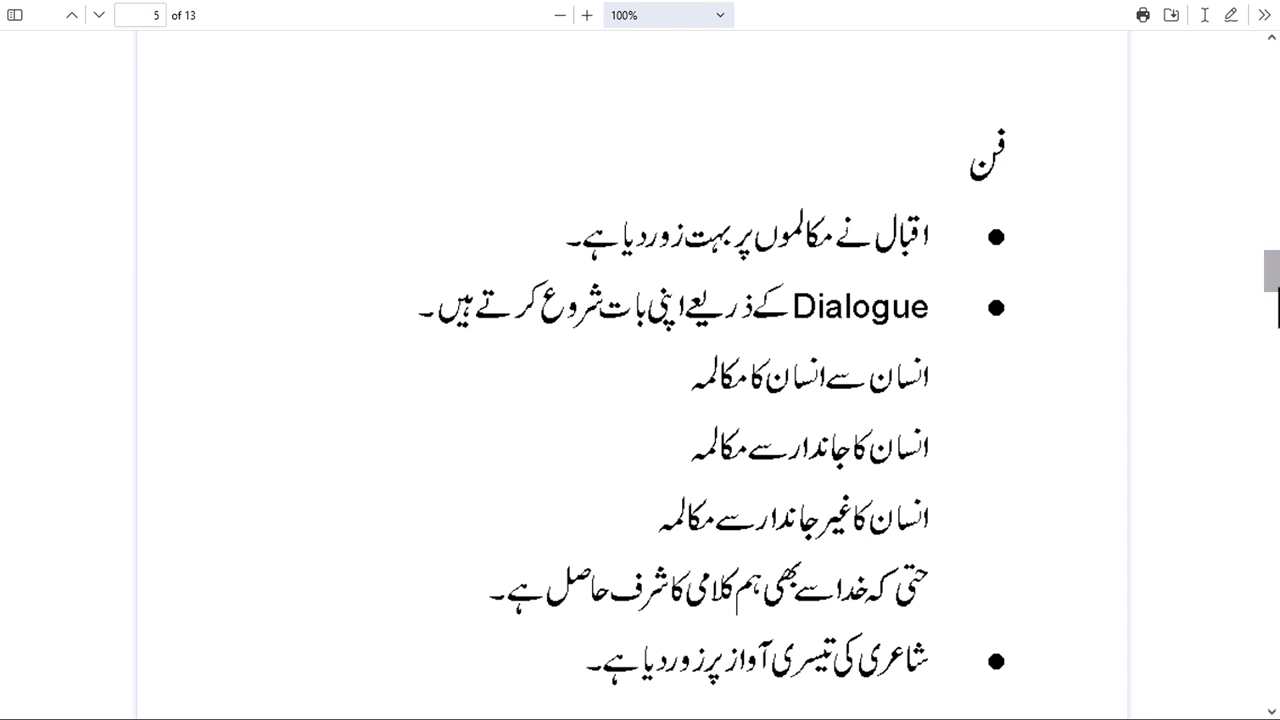 5 of 13 100%
فن
● اقبال نے مکالموں پر بہت زور دیا ہے۔
● Dialogue کے ذریعے اپنی بات شروع کرتے ہیں۔
انسان سے انسان کا مکالمہ
انسان کا جاندار سے مکالمہ
انسان کا غیر جاندار سے مکالمہ
حتیٰ کہ خدا سے بھی ہم کلامی کا شرف حاصل ہے۔
● شاعری کی تیسری آواز پر زور دیا ہے۔